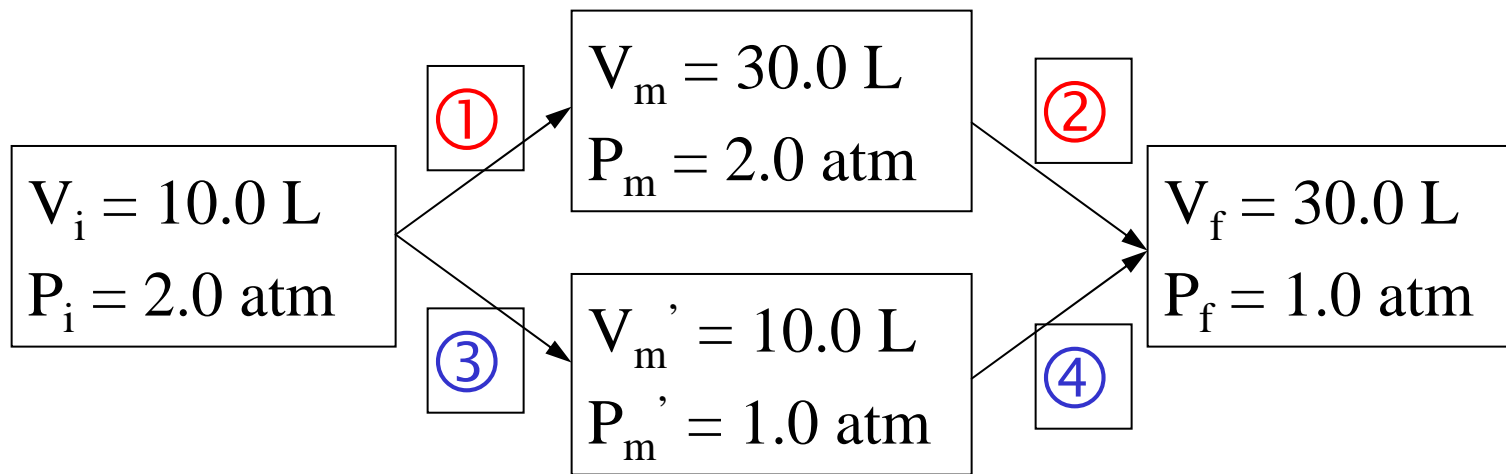 V_i = 10.0 L
P_i = 2.0 atm
①
V_m = 30.0 L
P_m = 2.0 atm
②
③
V_m’ = 10.0 L
P_m’ = 1.0 atm
④
V_f = 30.0 L
P_f = 1.0 atm